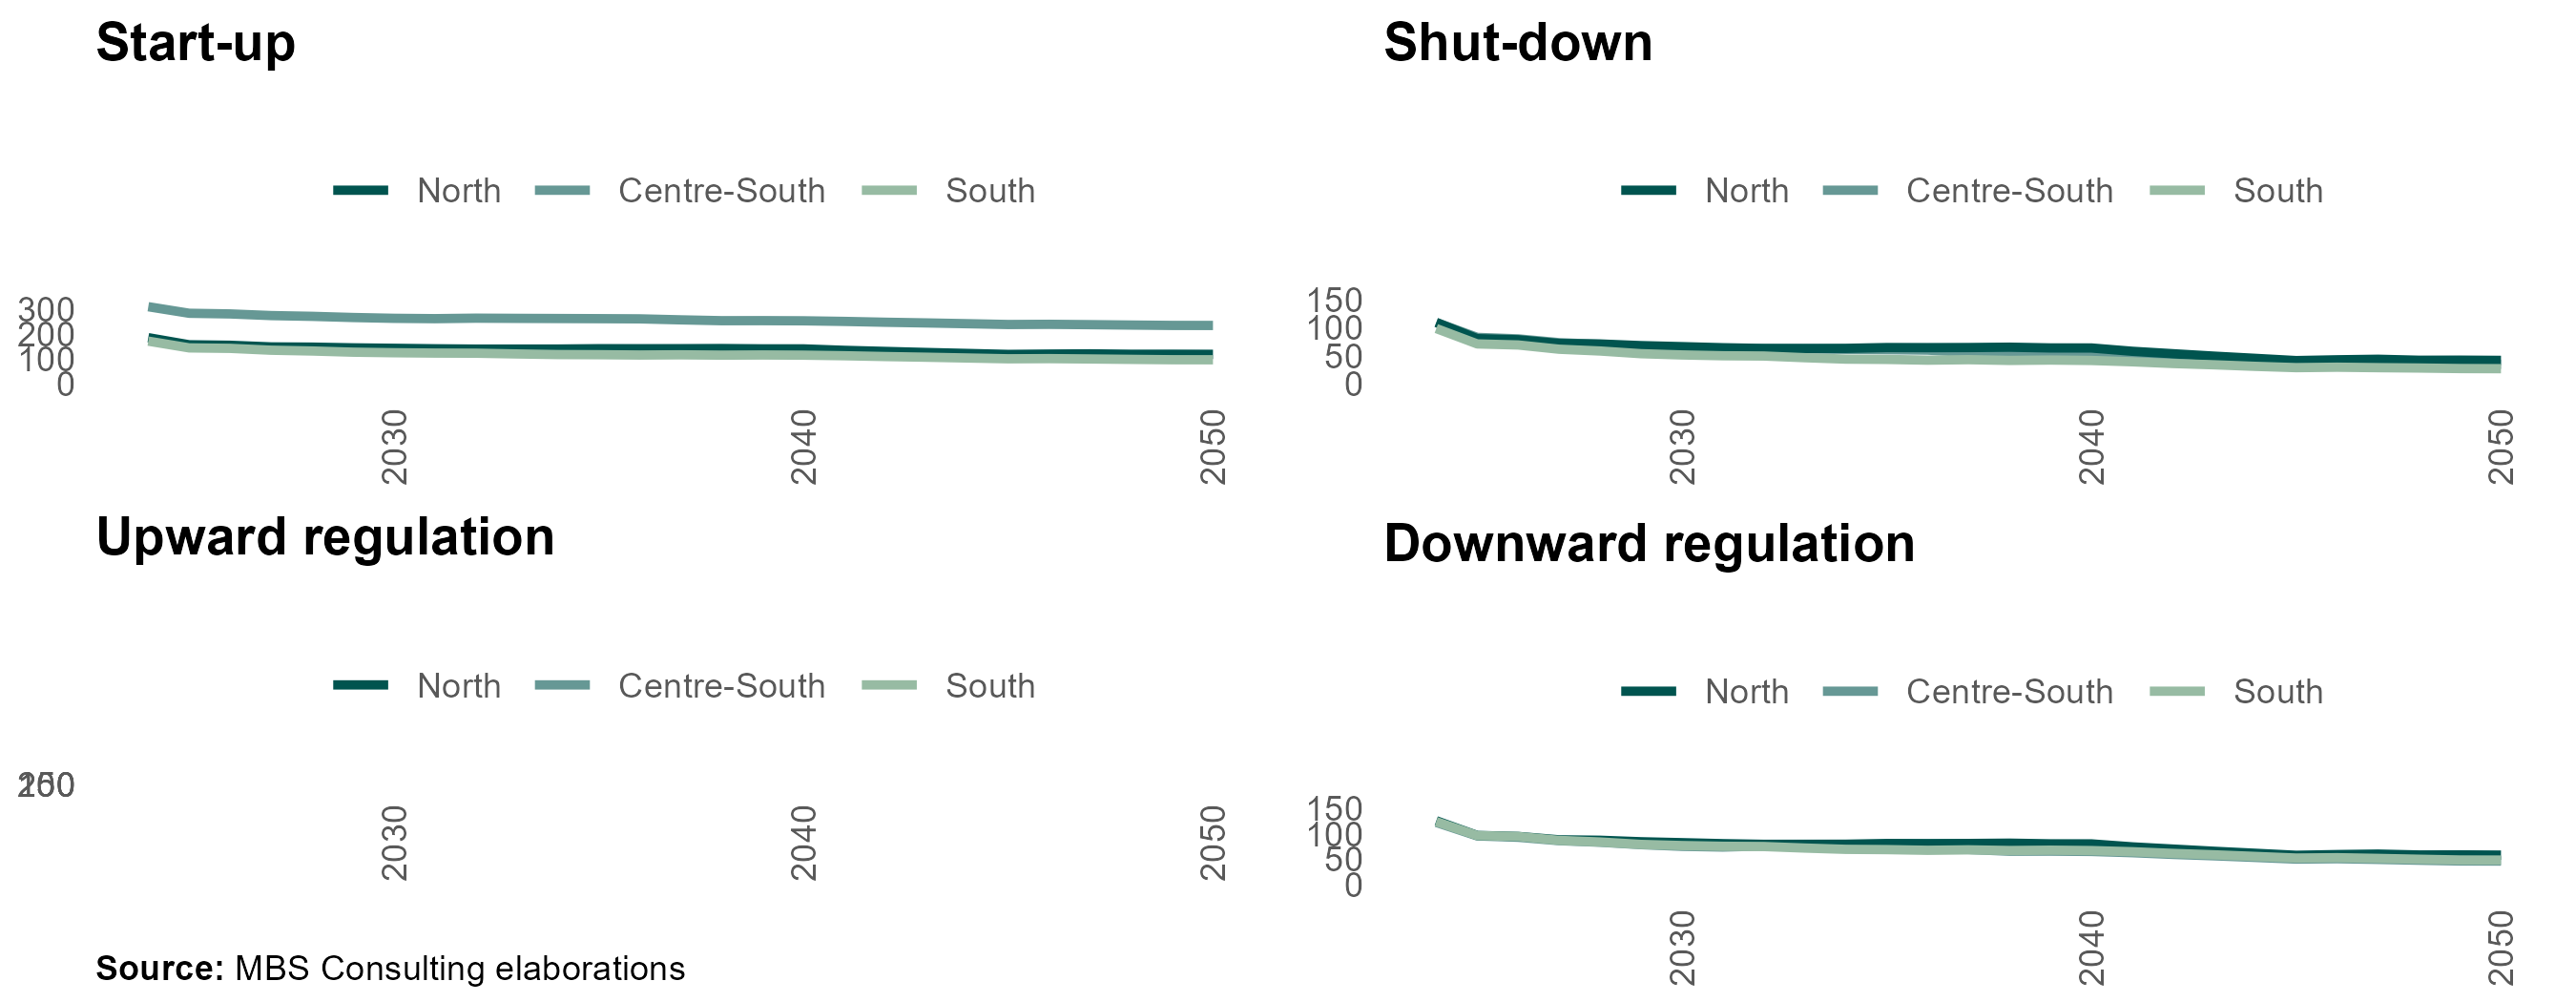 Start-up
North Centre-South South
300
200
100
0
2030 2040 2050
Shut-down
North Centre-South South
150
100
50
0
2030 2040 2050
Upward regulation
North Centre-South South
2030 2040 2050
Downward regulation
North Centre-South South
150
100
50
0
2030 2040 2050
Source: MBS Consulting elaborations